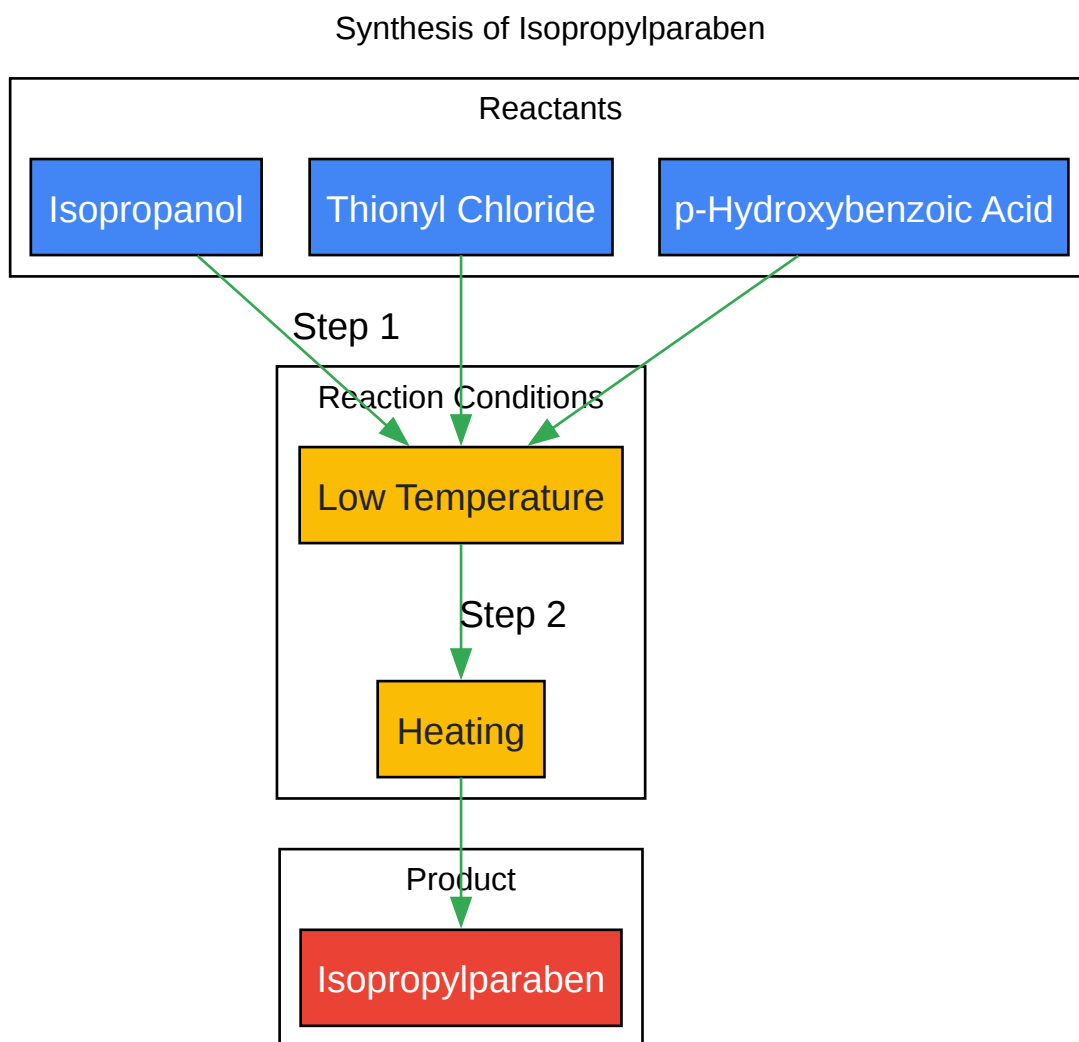 Synthesis of Isopropylparaben
Reactants
Isopropanol
Thionyl Chloride
p-Hydroxybenzoic Acid
Step 1
Reaction Conditions
Low Temperature
Step 2
Heating
Product
Isopropylparaben